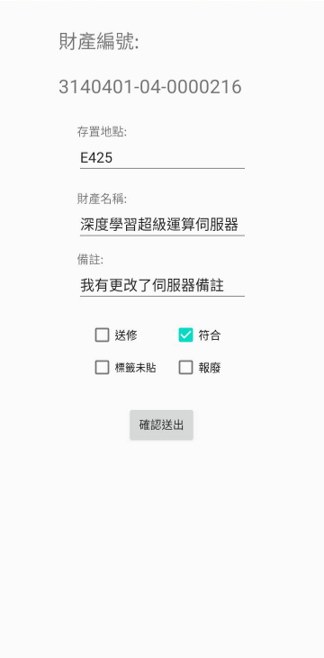 財產編號:
3140401-04-0000216
存置地點:
E425
財產名稱:
深度學習超級運算伺服器
備註:
我有更改了伺服器備註
送修 符合
標籤未貼 報廢
確認送出